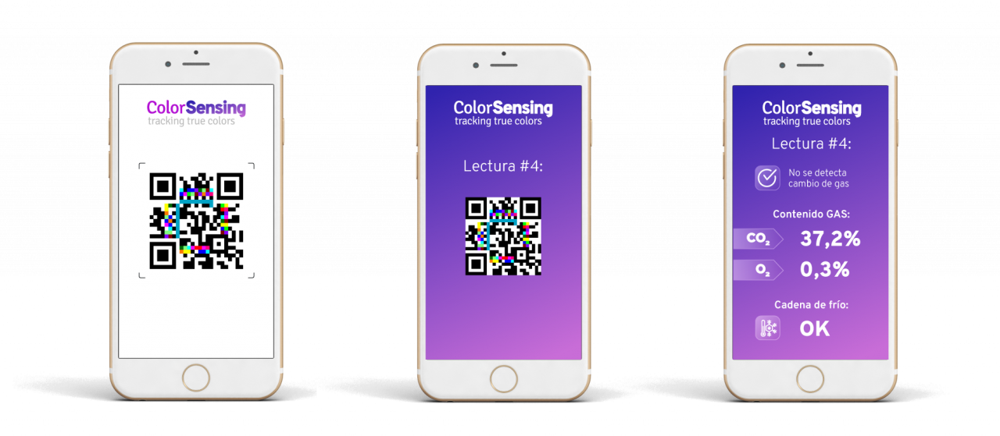 ColorSensing
tracking true colors
ColorSensing
tracking true colors
Lectura #4:
ColorSensing
tracking true colors
Lectura #4:
No se detecta
cambio de gas
Contenido GAS:
CO₂ 37,2%
O₂ 0,3%
Cadena de frío:
OK